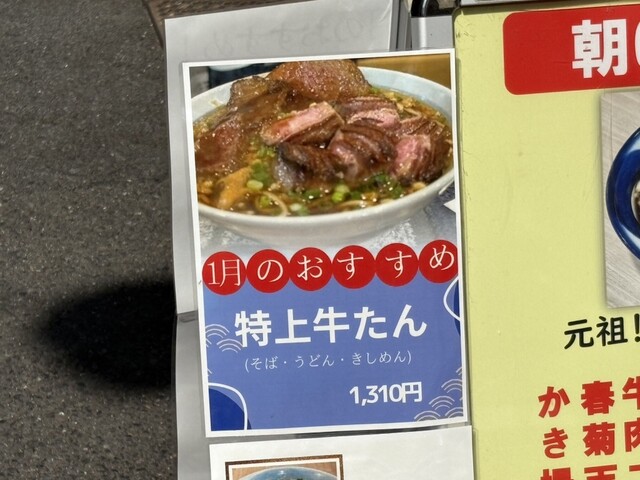 1月のおすすめ
特上牛たん
(そば・うどん・きしめん)
1,310円
朝
元祖!
春牛
菊肉
か
き